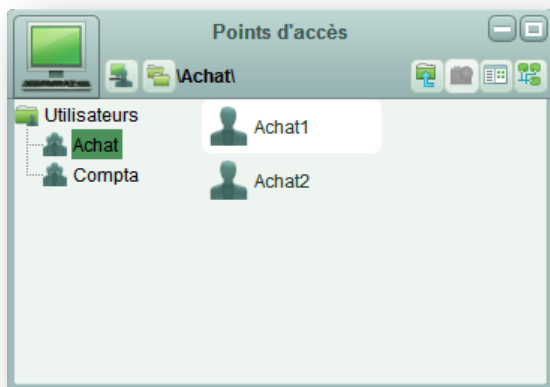 Points d'accès
\Achat\
Utilisateurs
Achat
Compta
Achat1
Achat2